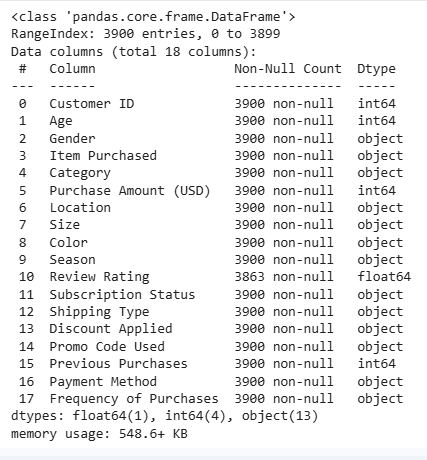 <class 'pandas.core.frame.DataFrame'>
RangeIndex: 3900 entries, 0 to 3899
Data columns (total 18 columns):
 #   Column                  Non-Null Count  Dtype
---  ------                  --------------  -----
 0   Customer ID             3900 non-null   int64
 1   Age                     3900 non-null   int64
 2   Gender                  3900 non-null   object
 3   Item Purchased          3900 non-null   object
 4   Category                3900 non-null   object
 5   Purchase Amount (USD)   3900 non-null   int64
 6   Location                3900 non-null   object
 7   Size                    3900 non-null   object
 8   Color                   3900 non-null   object
 9   Season                  3900 non-null   object
 10  Review Rating           3863 non-null   float64
 11  Subscription Status     3900 non-null   object
 12  Shipping Type           3900 non-null   object
 13  Discount Applied        3900 non-null   object
 14  Promo Code Used         3900 non-null   object
 15  Previous Purchases      3900 non-null   int64
 16  Payment Method          3900 non-null   object
 17  Frequency of Purchases  3900 non-null   object
dtypes: float64(1), int64(4), object(13)
memory usage: 548.6+ KB